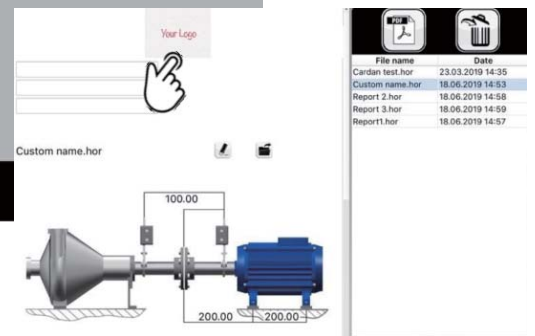 Your Logo
Custom name.hor
100.00
200.00 200.00
PDF
File name Date
Cardan test.hor 23.03.2019 14:35
Custom name.hor 18.06.2019 14:53
Report 2.hor 18.06.2019 14:58
Report 3.hor 18.06.2019 14:59
Report1.hor 18.06.2019 14:57